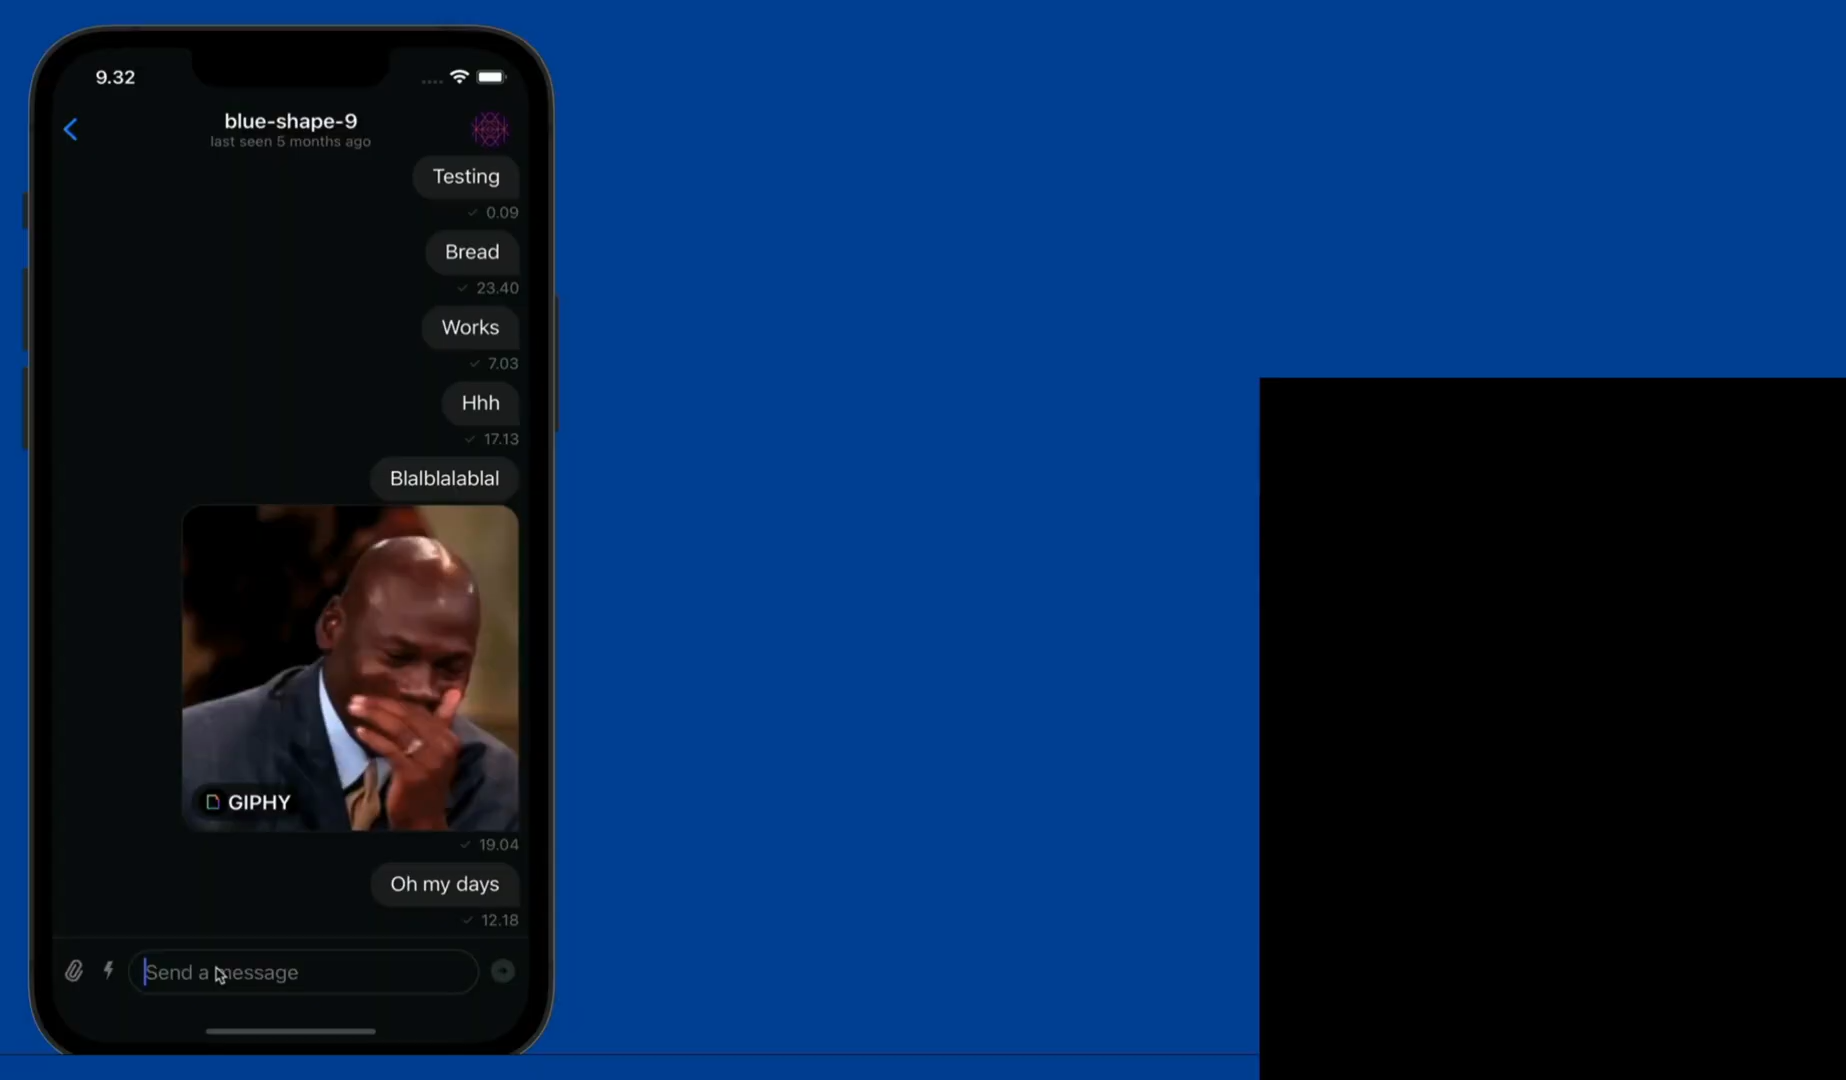 9.32
blue-shape-9
last seen 5 months ago
Testing
0.09
Bread
23.40
Works
7.03
Hhh
17.13
Blalblalablal
GIPHY
19.04
Oh my days
12.18
Send a message